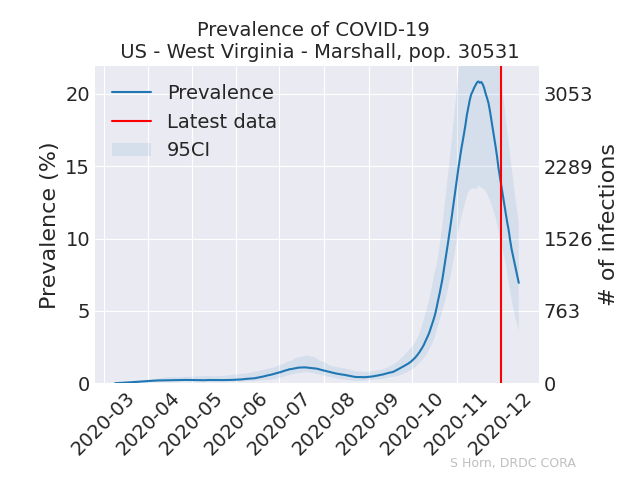 Prevalence of COVID-19
US - West Virginia - Marshall, pop. 30531
Prevalence
Latest data
95CI
Prevalence (%)
20
15
10
5
0
3053
2289
1526
763
0
# of infections
2020-03
2020-04
2020-05
2020-06
2020-07
2020-08
2020-09
2020-10
2020-11
2020-12
S Horn, DRDC CORA